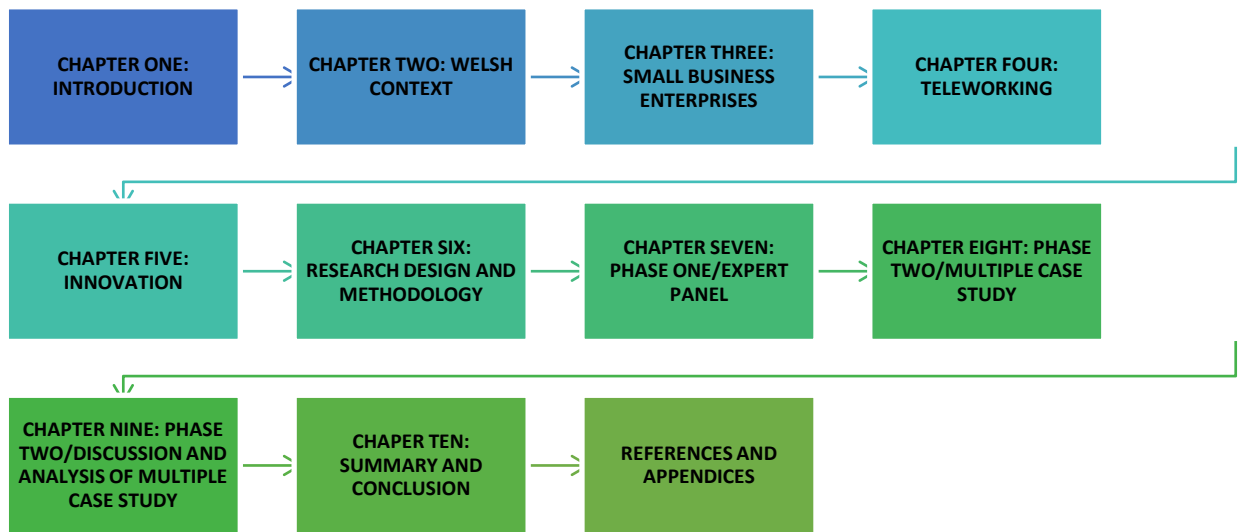 CHAPTER ONE:
INTRODUCTION
CHAPTER TWO: WELSH
CONTEXT
CHAPTER THREE:
SMALL BUSINESS
ENTERPRISES
CHAPTER FOUR:
TELEWORKING
CHAPTER FIVE:
INNOVATION
CHAPTER SIX:
RESEARCH DESIGN AND
METHODOLOGY
CHAPTER SEVEN:
PHASE ONE/EXPERT
PANEL
CHAPTER EIGHT: PHASE
TWO/MULTIPLE CASE
STUDY
CHAPTER NINE: PHASE
TWO/DISCUSSION AND
ANALYSIS OF MULTIPLE
CASE STUDY
CHAPER TEN:
SUMMARY AND
CONCLUSION
REFERENCES AND
APPENDICES